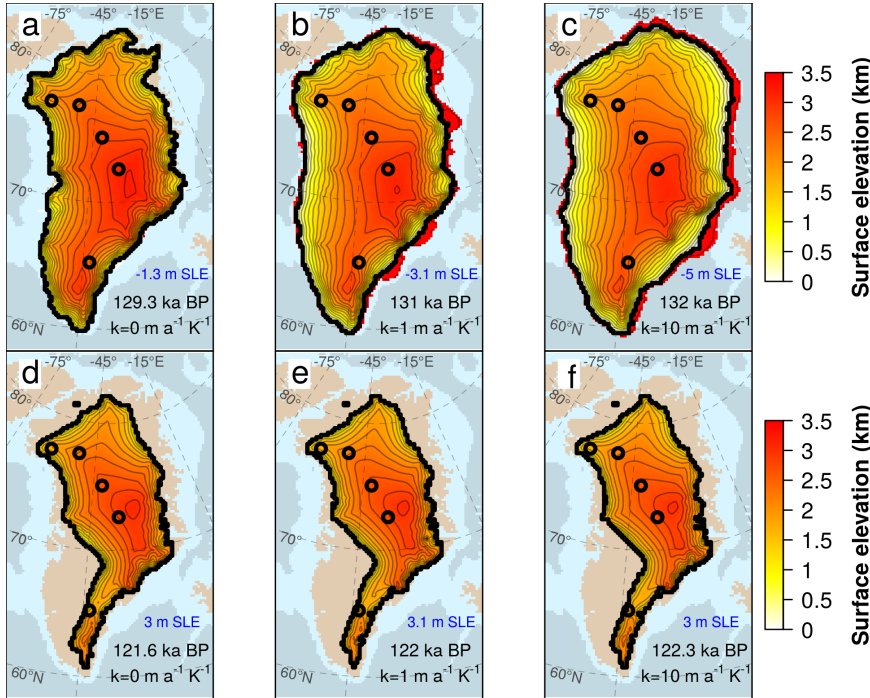 a
-75° -45° -15°E
80°
70°
60°N
-1.3 m SLE
129.3 ka BP
k=0 m a⁻¹ K⁻¹
b
-75° -45° -15°E
80°
70°
60°N
-3.1 m SLE
131 ka BP
k=1 m a⁻¹ K⁻¹
c
-75° -45° -15°E
80°
70°
60°N
-5 m SLE
132 ka BP
k=10 m a⁻¹ K⁻¹
3.5
3
2.5
2
1.5
1
0.5
0
Surface elevation (km)
d
-75° -45° -15°E
80°
70°
60°N
3 m SLE
121.6 ka BP
k=0 m a⁻¹ K⁻¹
e
-75° -45° -15°E
80°
70°
60°N
3.1 m SLE
122 ka BP
k=1 m a⁻¹ K⁻¹
f
-75° -45° -15°E
80°
70°
60°N
3 m SLE
122.3 ka BP
k=10 m a⁻¹ K⁻¹
3.5
3
2.5
2
1.5
1
0.5
0
Surface elevation (km)